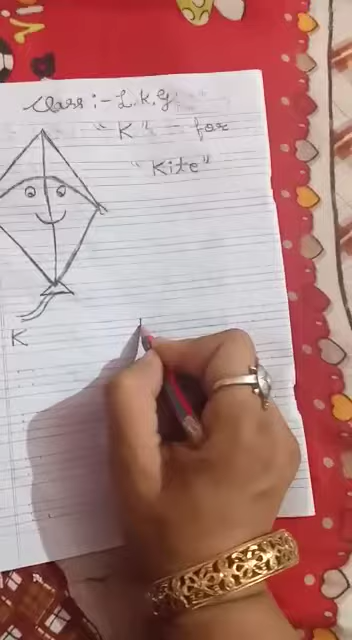 Class :- L.K.G
"K" - for
"Kite"
K